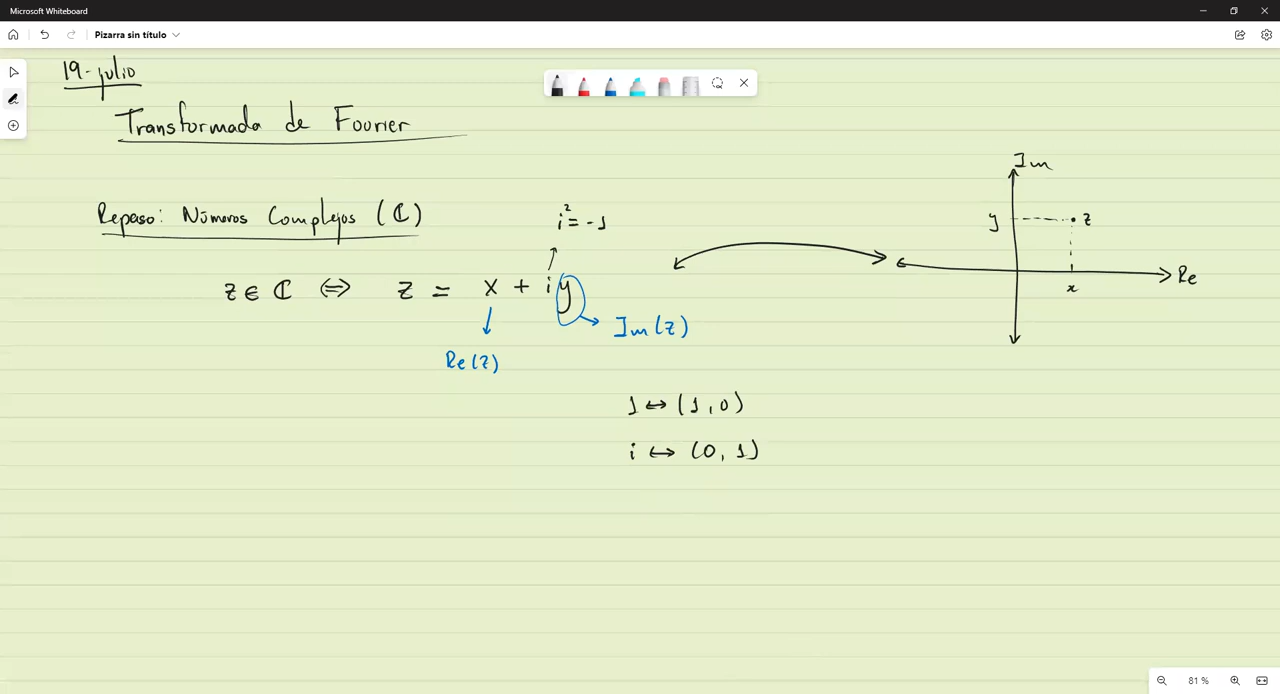 Microsoft Whiteboard
Pizarra sin título
19-julio
Transformada de Fourier
Repaso: Números Complejos (ℂ)
i² = -1
z ∈ ℂ ⇔ z = x + iy
Re(z)
Im(z)
Im
y
z
Re
x
1 ↔ (1, 0)
i ↔ (0, 1)
81 %